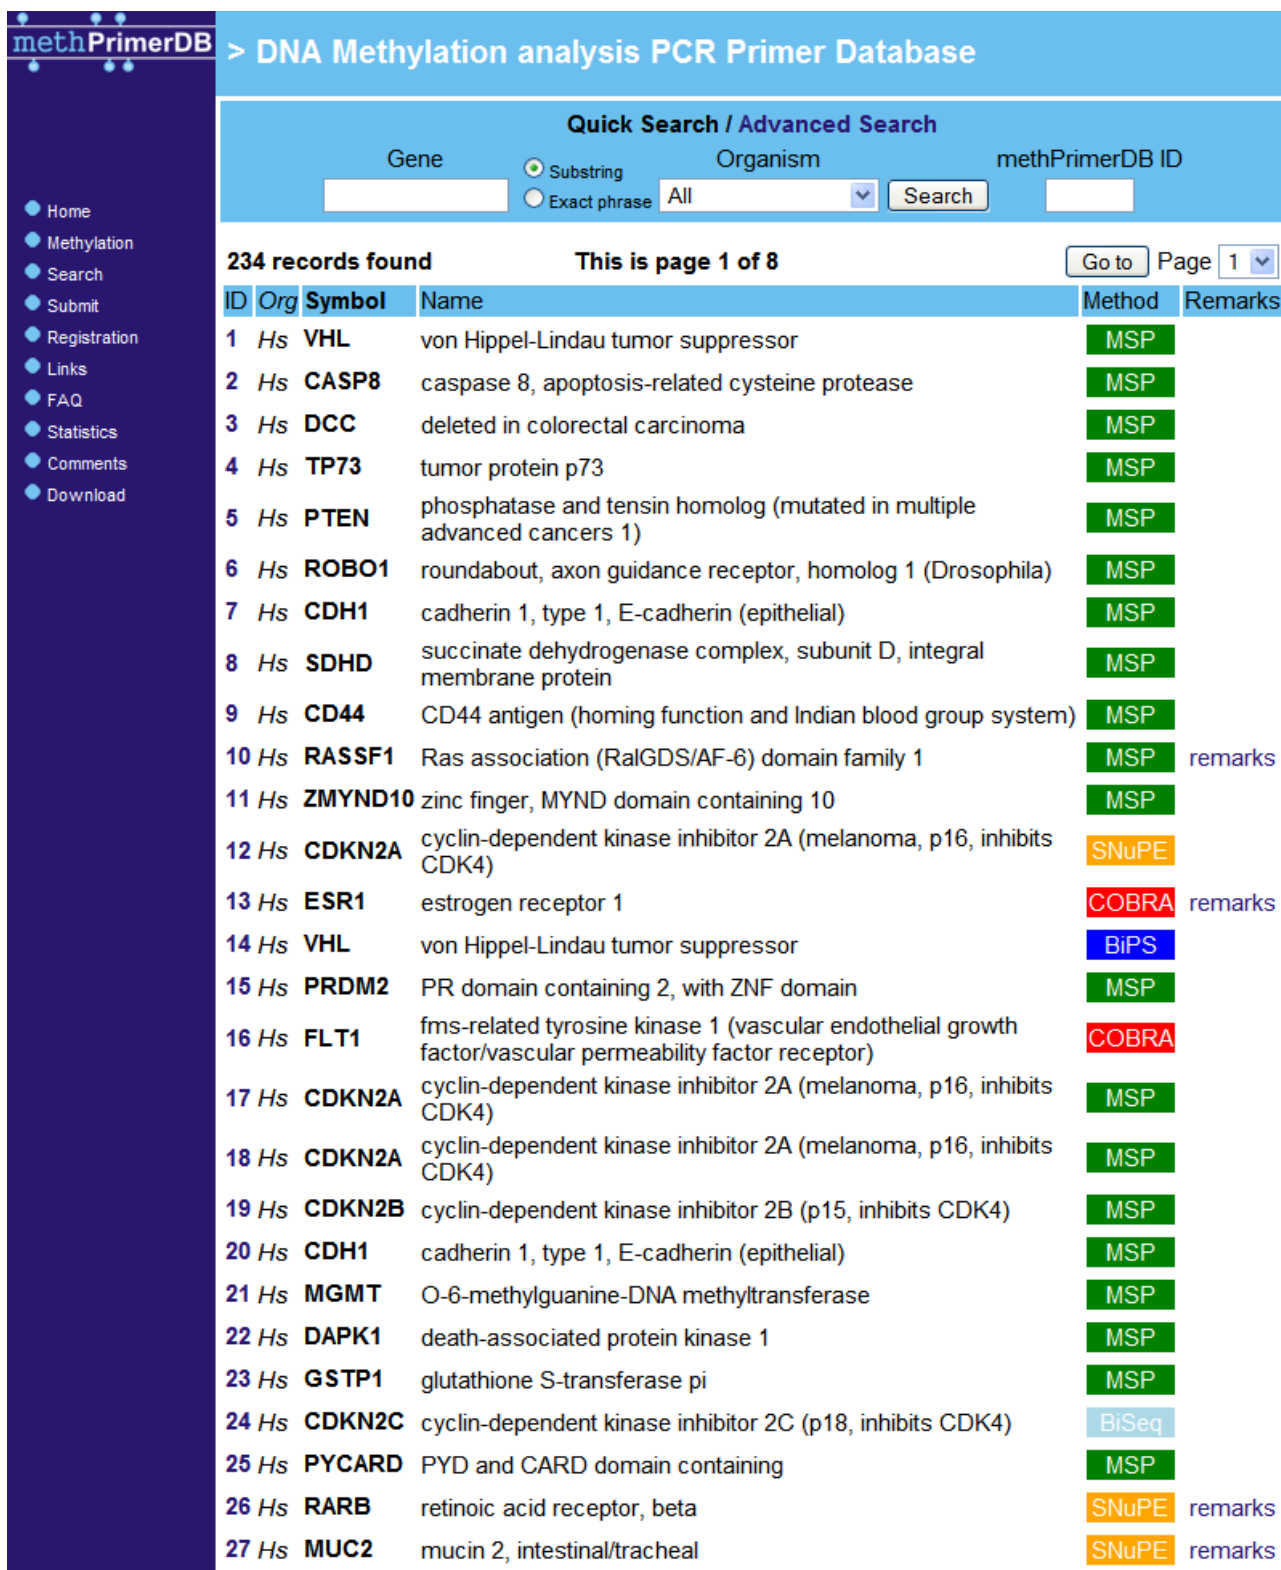 methPrimerDB
> DNA Methylation analysis PCR Primer Database
Quick Search / Advanced Search
Gene Substring Organism methPrimerDB ID
Exact phrase All Search
Home
Methylation
Search
Submit
Registration
Links
FAQ
Statistics
Comments
Download
234 records found This is page 1 of 8 Go to Page 1
ID Org Symbol Name Method Remarks
1 Hs VHL von Hippel-Lindau tumor suppressor MSP
2 Hs CASP8 caspase 8, apoptosis-related cysteine protease MSP
3 Hs DCC deleted in colorectal carcinoma MSP
4 Hs TP73 tumor protein p73 MSP
5 Hs PTEN phosphatase and tensin homolog (mutated in multiple
advanced cancers 1) MSP
6 Hs ROBO1 roundabout, axon guidance receptor, homolog 1 (Drosophila) MSP
7 Hs CDH1 cadherin 1, type 1, E-cadherin (epithelial) MSP
8 Hs SDHD succinate dehydrogenase complex, subunit D, integral
membrane protein MSP
9 Hs CD44 CD44 antigen (homing function and Indian blood group system) MSP
10 Hs RASSF1 Ras association (RalGDS/AF-6) domain family 1 MSP remarks
11 Hs ZMYND10 zinc finger, MYND domain containing 10 MSP
12 Hs CDKN2A cyclin-dependent kinase inhibitor 2A (melanoma, p16, inhibits
CDK4) SNuPE
13 Hs ESR1 estrogen receptor 1 COBRA remarks
14 Hs VHL von Hippel-Lindau tumor suppressor BiPS
15 Hs PRDM2 PR domain containing 2, with ZNF domain MSP
16 Hs FLT1 fms-related tyrosine kinase 1 (vascular endothelial growth
factor/vascular permeability factor receptor) COBRA
17 Hs CDKN2A cyclin-dependent kinase inhibitor 2A (melanoma, p16, inhibits
CDK4) MSP
18 Hs CDKN2A cyclin-dependent kinase inhibitor 2A (melanoma, p16, inhibits
CDK4) MSP
19 Hs CDKN2B cyclin-dependent kinase inhibitor 2B (p15, inhibits CDK4) MSP
20 Hs CDH1 cadherin 1, type 1, E-cadherin (epithelial) MSP
21 Hs MGMT O-6-methylguanine-DNA methyltransferase MSP
22 Hs DAPK1 death-associated protein kinase 1 MSP
23 Hs GSTP1 glutathione S-transferase pi MSP
24 Hs CDKN2C cyclin-dependent kinase inhibitor 2C (p18, inhibits CDK4) BiSeq
25 Hs PYCARD PYD and CARD domain containing MSP
26 Hs RARB retinoic acid receptor, beta SNuPE remarks
27 Hs MUC2 mucin 2, intestinal/tracheal SNuPE remarks